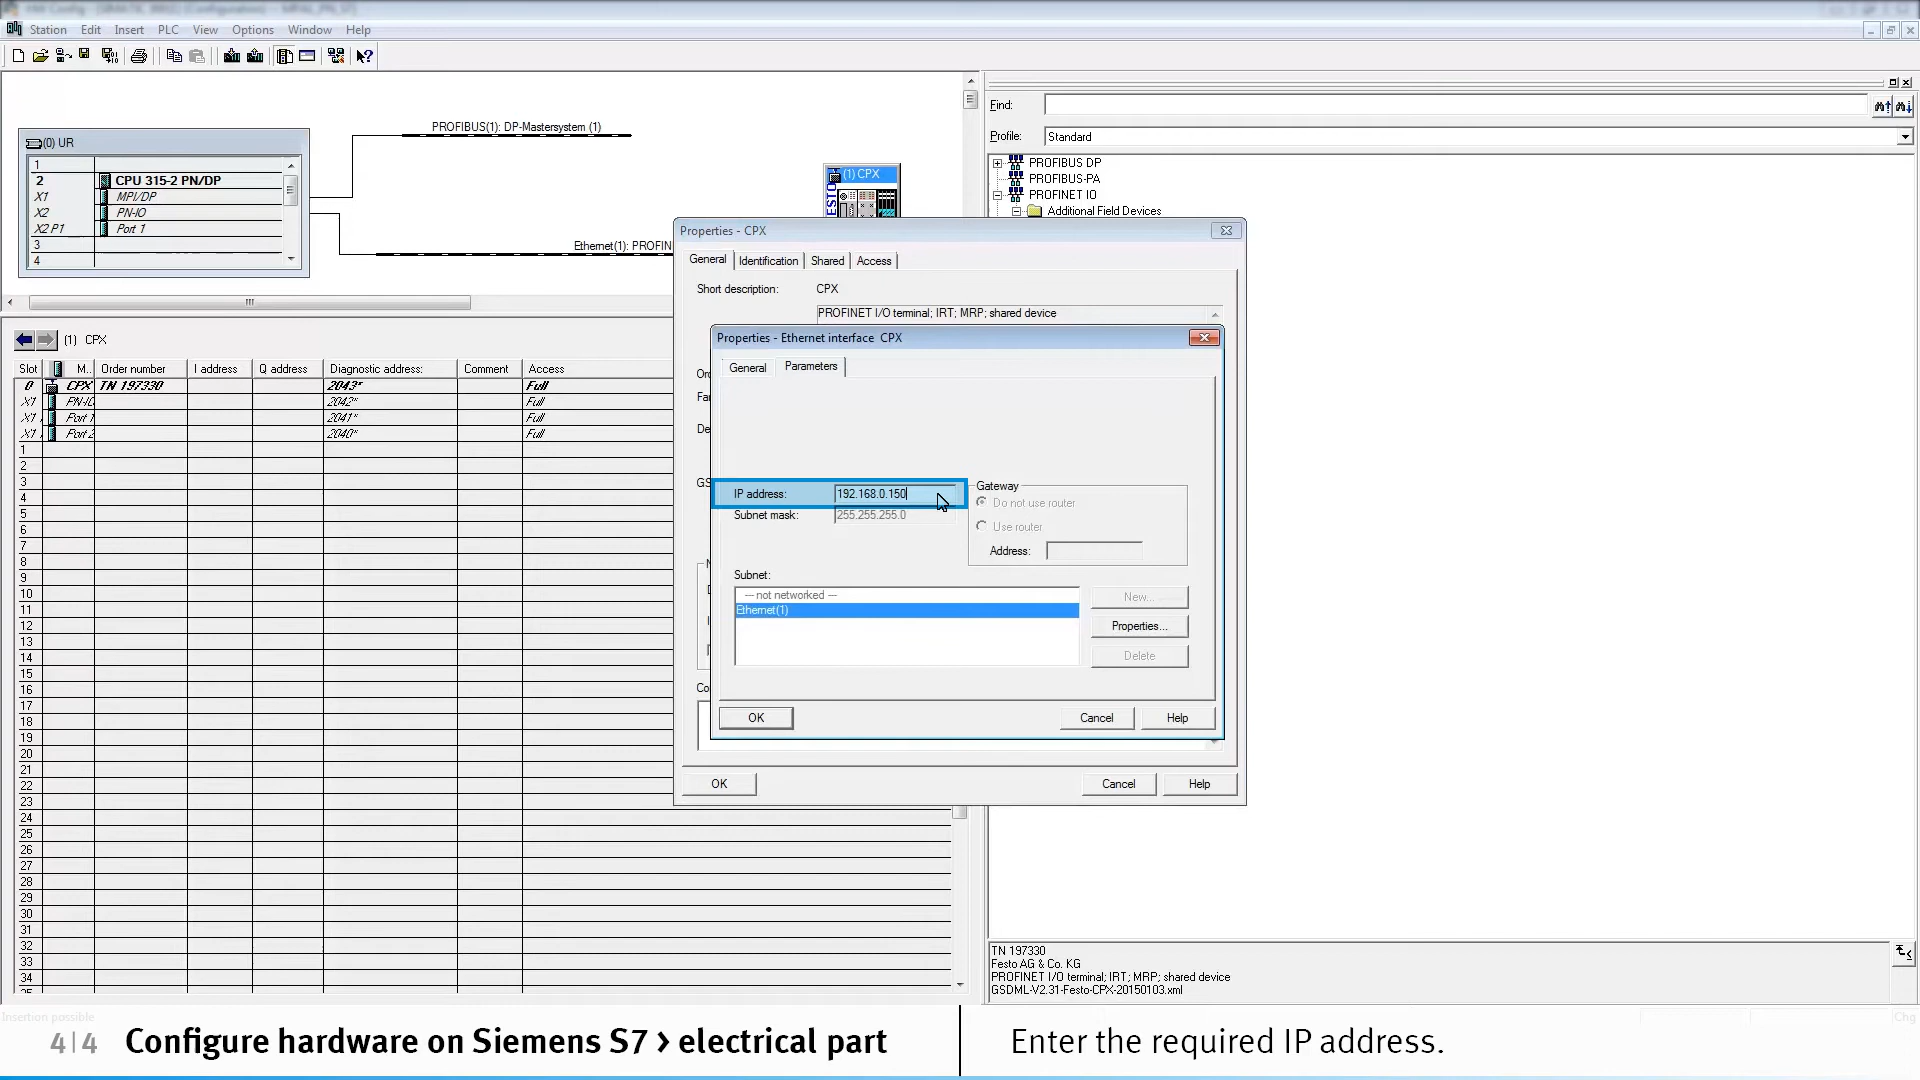 Station Edit Insert PLC View Options Window Help
PROFIBUS(1): DP-Mastersystem (1)
(0) UR
1
2 CPU 315-2 PN/DP
X1 MPI/DP
X2 PN-IO
X2 P1 Port 1
3
4
(1) CPX
Ethernet(1): PROFIN
Find:
Profile: Standard
PROFIBUS DP
PROFIBUS-PA
PROFINET IO
Additional Field Devices
Properties - CPX
General Identification Shared Access
Short description: CPX
PROFINET I/O terminal; IRT; MRP; shared device
Properties - Ethernet interface CPX
General Parameters
IP address: 192.168.0.150
Subnet mask: 255.255.255.0
Gateway
Do not use router
Use router
Address:
Subnet:
--- not networked ---
Ethernet(1)
New...
Properties...
Delete
OK Cancel Help
OK Cancel Help
(1) CPX
Slot M.. Order number I address Q address Diagnostic address: Comment Access
0 CPX TN 197330 2043* Full
X1 PN-IO 2042* Full
X1 Port 1 2041* Full
X1 Port 2 2040* Full
1
2
3
4
5
6
7
8
9
10
11
12
13
14
15
16
17
18
19
20
21
22
23
24
25
26
27
28
29
30
31
32
33
34
TN 197330
Festo AG & Co. KG
PROFINET I/O terminal; IRT; MRP; shared device
GSDML-V2.31-Festo-CPX-20150103.xml
Insertion possible
Chg
4|4 Configure hardware on Siemens S7 > electrical part
Enter the required IP address.